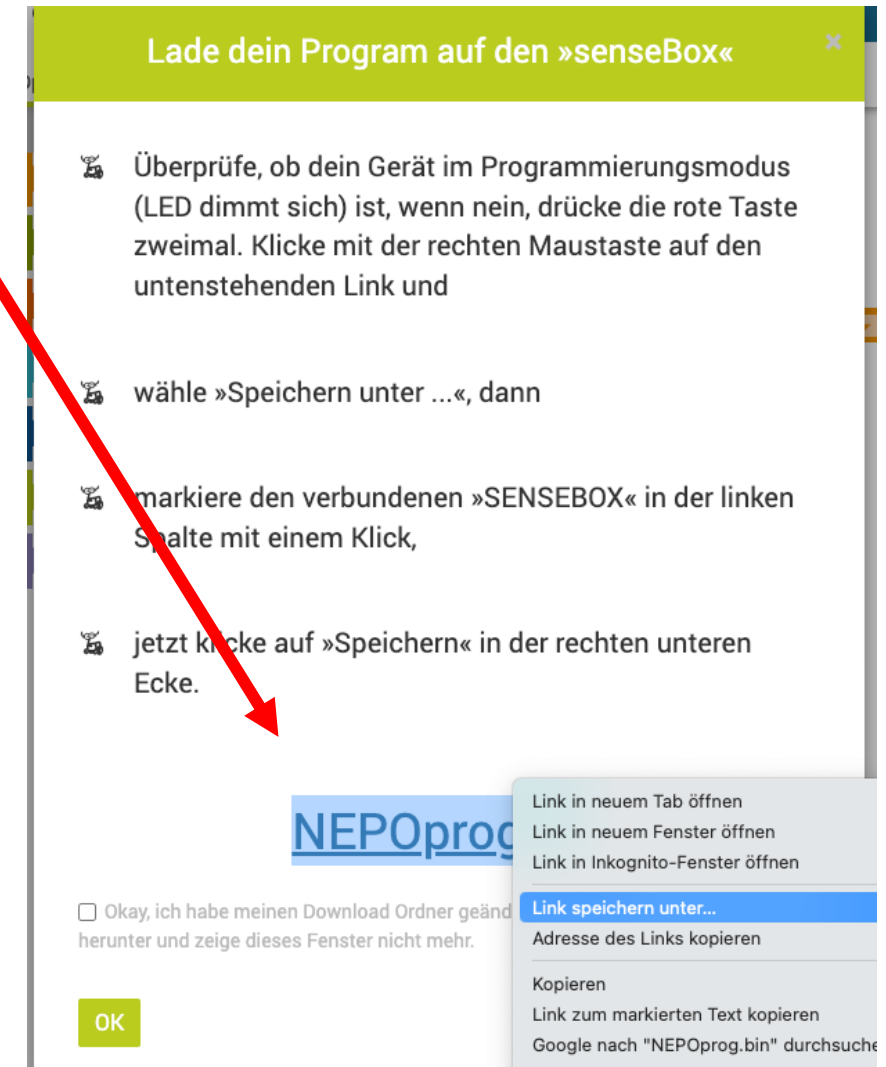 Lade dein Program auf den »senseBox«
Überprüfe, ob dein Gerät im Programmierungsmodus
(LED dimmt sich) ist, wenn nein, drücke die rote Taste
zweimal. Klicke mit der rechten Maustaste auf den
untenstehenden Link und
wähle »Speichern unter ...«, dann
markiere den verbundenen »SENSEBOX« in der linken
Spalte mit einem Klick,
jetzt klicke auf »Speichern« in der rechten unteren
Ecke.
NEPOprog
Okay, ich habe meinen Download Ordner geänd
herunter und zeige dieses Fenster nicht mehr.
OK
Link in neuem Tab öffnen
Link in neuem Fenster öffnen
Link in Inkognito-Fenster öffnen
Link speichern unter...
Adresse des Links kopieren
Kopieren
Link zum markierten Text kopieren
Google nach "NEPOprog.bin" durchsuche